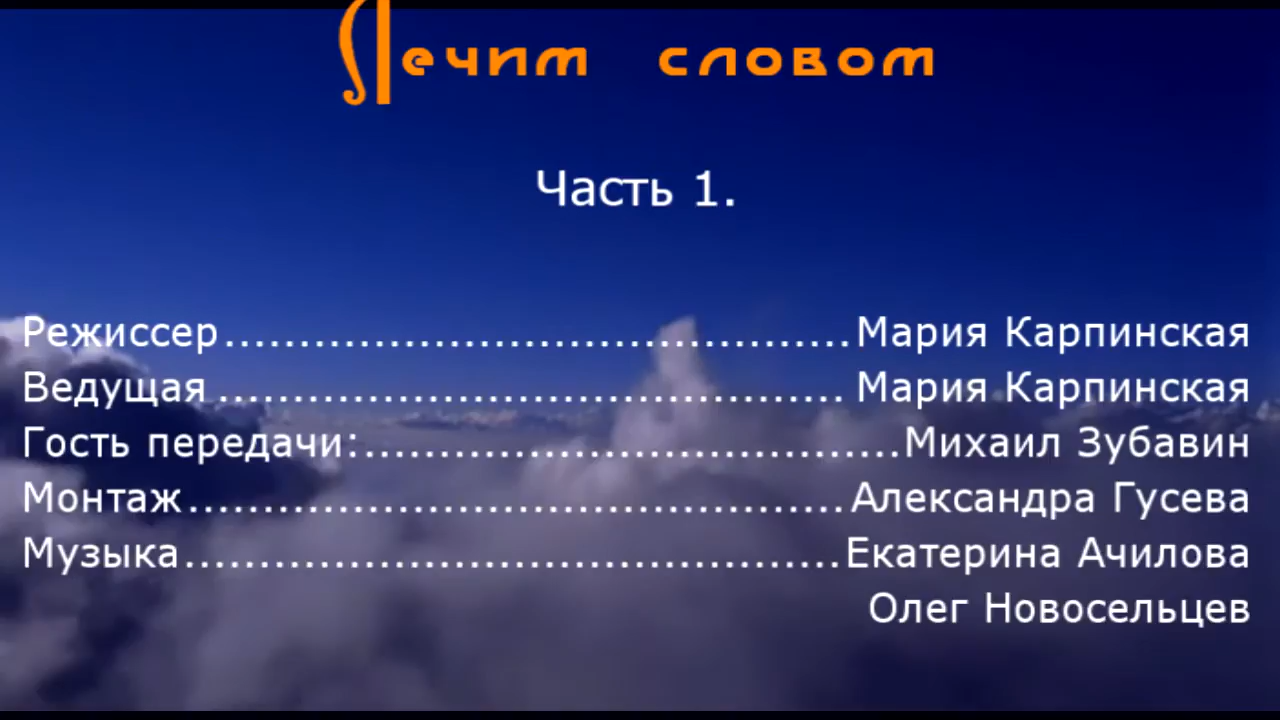 Лечим словом
Часть 1.
Режиссер..........................................Мария Карпинская
Ведущая .......................................... Мария Карпинская
Гость передачи:....................................Михаил Зубавин
Монтаж............................................Александра Гусева
Музыка............................................Екатерина Ачилова
Олег Новосельцев